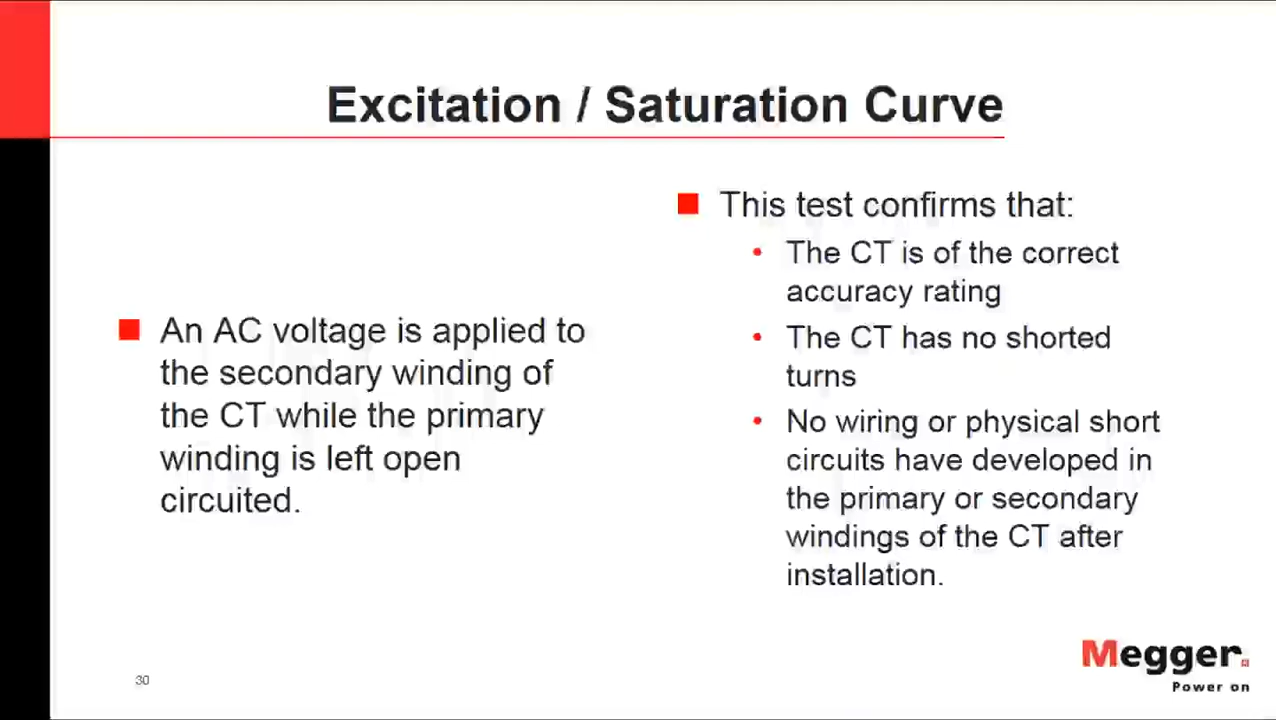 Excitation / Saturation Curve
An AC voltage is applied to
the secondary winding of
the CT while the primary
winding is left open
circuited.
This test confirms that:
The CT is of the correct
accuracy rating
The CT has no shorted
turns
No wiring or physical short
circuits have developed in
the primary or secondary
windings of the CT after
installation.
30
Megger
Power on